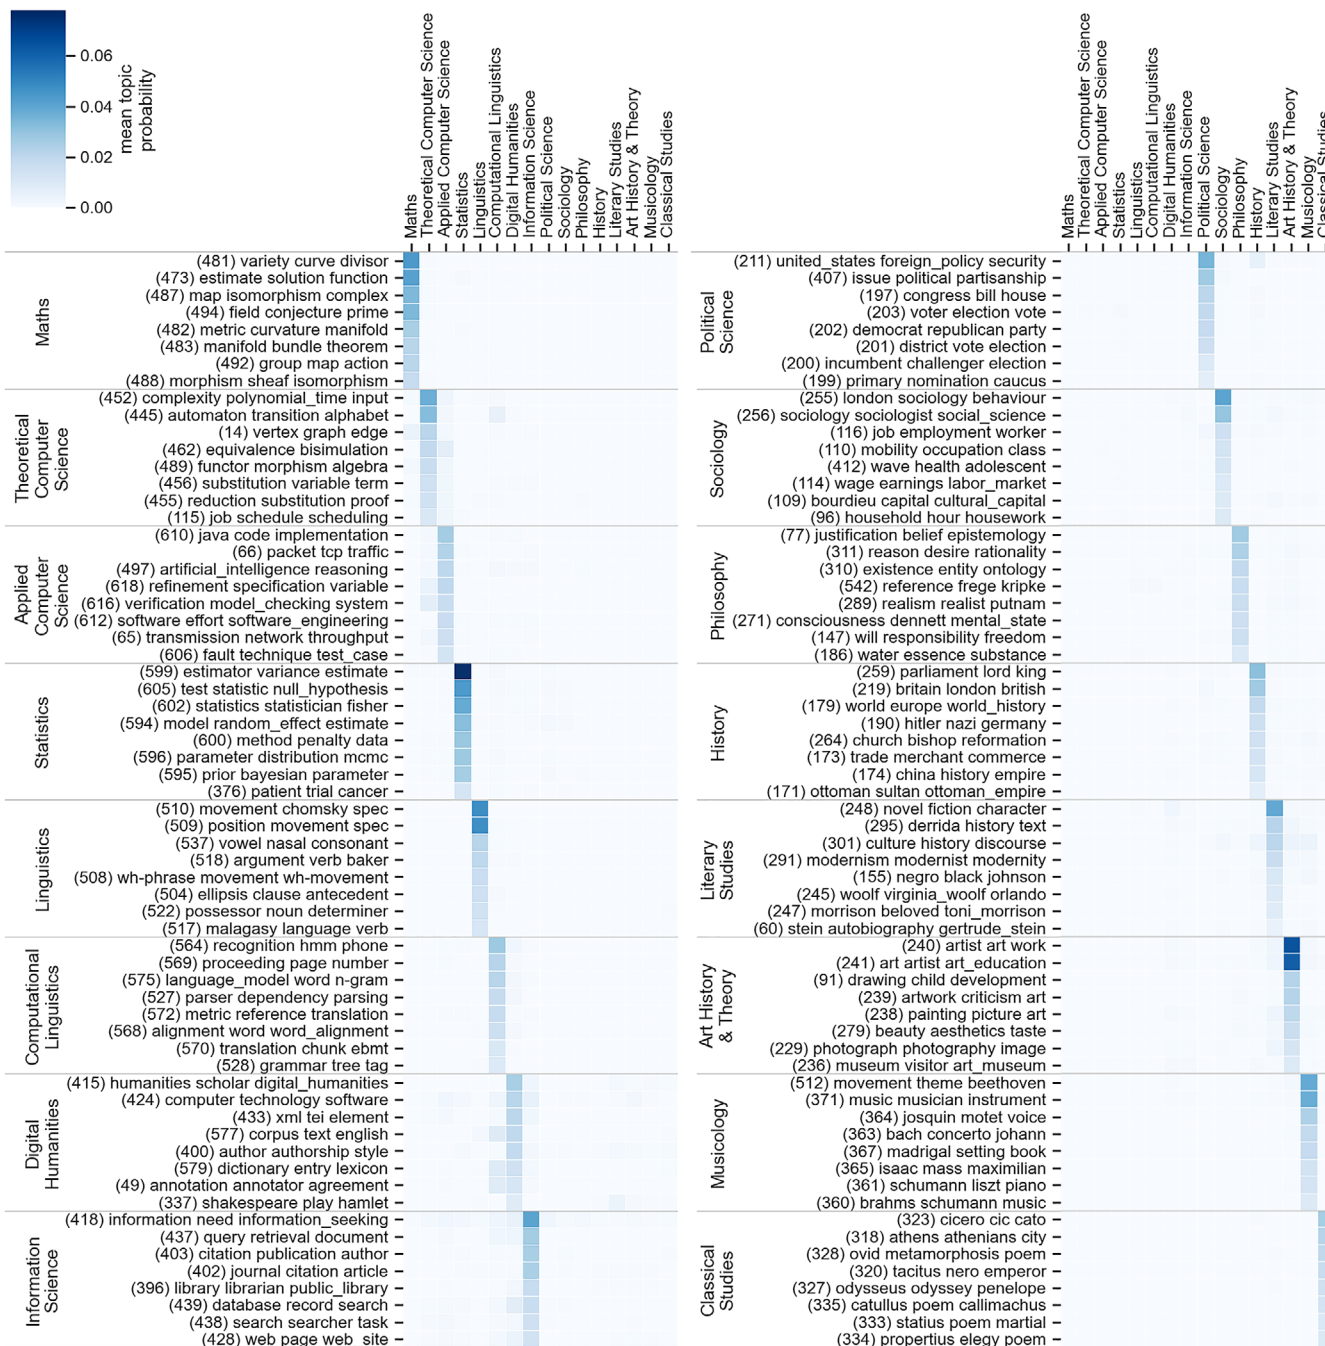 0.06
0.04
0.02
0.00
mean topic
probability
Maths
Theoretical Computer Science
Applied Computer Science
Statistics
Linguistics
Computational Linguistics
Digital Humanities
Information Science
Political Science
Sociology
Philosophy
History
Literary Studies
Art History & Theory
Musicology
Classical Studies
Maths
(481) variety curve divisor
(473) estimate solution function
(487) map isomorphism complex
(494) field conjecture prime
(482) metric curvature manifold
(483) manifold bundle theorem
(492) group map action
(488) morphism sheaf isomorphism
Theoretical
Computer
Science
(452) complexity polynomial_time input
(445) automaton transition alphabet
(14) vertex graph edge
(462) equivalence bisimulation
(489) functor morphism algebra
(456) substitution variable term
(455) reduction substitution proof
(115) job schedule scheduling
Applied
Computer
Science
(610) java code implementation
(66) packet tcp traffic
(497) artificial_intelligence reasoning
(618) refinement specification variable
(616) verification model_checking system
(612) software effort software_engineering
(65) transmission network throughput
(606) fault technique test_case
Statistics
(599) estimator variance estimate
(605) test statistic null_hypothesis
(602) statistics statistician fisher
(594) model random_effect estimate
(600) method penalty data
(596) parameter distribution mcmc
(595) prior bayesian parameter
(376) patient trial cancer
Linguistics
(510) movement chomsky spec
(509) position movement spec
(537) vowel nasal consonant
(518) argument verb baker
(508) wh-phrase movement wh-movement
(504) ellipsis clause antecedent
(522) possessor noun determiner
(517) malagasy language verb
Computational
Linguistics
(564) recognition hmm phone
(569) proceeding page number
(575) language_model word n-gram
(527) parser dependency parsing
(572) metric reference translation
(568) alignment word word_alignment
(570) translation chunk ebmt
(528) grammar tree tag
Digital
Humanities
(415) humanities scholar digital_humanities
(424) computer technology software
(433) xml tei element
(577) corpus text english
(400) author authorship style
(579) dictionary entry lexicon
(49) annotation annotator agreement
(337) shakespeare play hamlet
Information
Science
(418) information need information_seeking
(437) query retrieval document
(403) citation publication author
(402) journal citation article
(396) library librarian public_library
(439) database record search
(438) search searcher task
(428) web page web_site
Maths
Theoretical Computer Science
Applied Computer Science
Statistics
Linguistics
Computational Linguistics
Digital Humanities
Information Science
Political Science
Sociology
Philosophy
History
Literary Studies
Art History & Theory
Musicology
Political
Science
(211) united_states foreign_policy security
(407) issue political partisanship
(197) congress bill house
(203) voter election vote
(202) democrat republican party
(201) district vote election
(200) incumbent challenger election
(199) primary nomination caucus
Sociology
(255) london sociology behaviour
(256) sociology sociologist social_science
(116) job employment worker
(110) mobility occupation class
(412) wave health adolescent
(114) wage earnings labor_market
(109) bourdieu capital cultural_capital
(96) household hour housework
Philosophy
(77) justification belief epistemology
(311) reason desire rationality
(310) existence entity ontology
(542) reference frege kripke
(289) realism realist putnam
(271) consciousness dennett mental_state
(147) will responsibility freedom
(186) water essence substance
History
(259) parliament lord king
(219) britain london british
(179) world europe world_history
(190) hitler nazi germany
(264) church bishop reformation
(173) trade merchant commerce
(174) china history empire
(171) ottoman sultan ottoman_empire
Literary
Studies
(248) novel fiction character
(295) derrida history text
(301) culture history discourse
(291) modernism modernist modernity
(155) negro black johnson
(245) woolf virginia_woolf orlando
(247) morrison beloved toni_morrison
(60) stein autobiography gertrude_stein
Art History
& Theory
(240) artist art work
(241) art artist art_education
(91) drawing child development
(239) artwork criticism art
(238) painting picture art
(279) beauty aesthetics taste
(229) photograph photography image
(236) museum visitor art_museum
Musicology
(512) movement theme beethoven
(371) music musician instrument
(364) josquin motet voice
(363) bach concerto johann
(367) madrigal setting book
(365) isaac mass maximilian
(361) schumann liszt piano
(360) brahms schumann music
Classical
Studies
(323) cicero cic cato
(318) athens athenians city
(328) ovid metamorphosis poem
(320) tacitus nero emperor
(327) odysseus odyssey penelope
(335) catullus poem callimachus
(333) statius poem martial
(334) propertius elegy poem